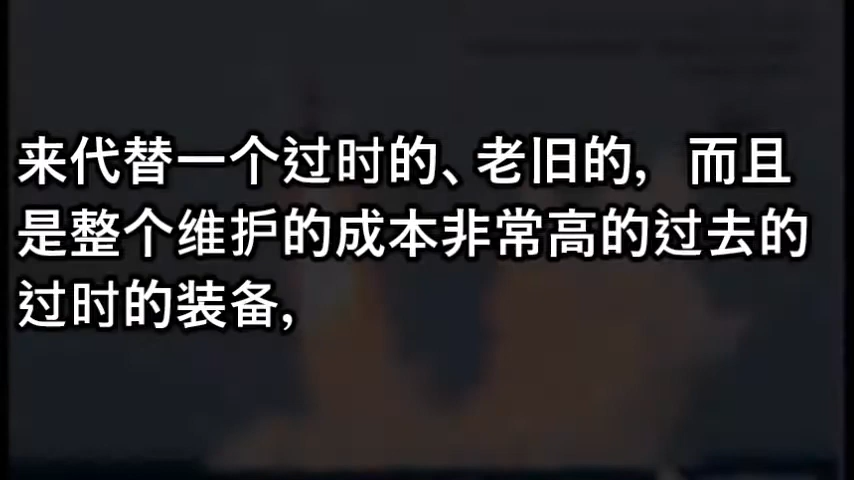 来代替一个过时的、老旧的, 而且
是整个维护的成本非常高的过去的
过时的装备,